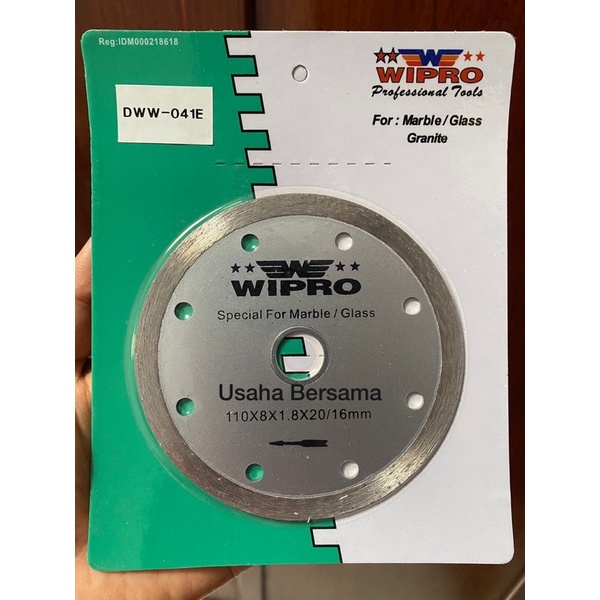 Reg:IDM000218618
DWW-041E
WIPRO
Professional Tools
For : Marble/Glass
Granite
WIPRO
Special For Marble / Glass
Usaha Bersama
110X8X1.8X20/16mm